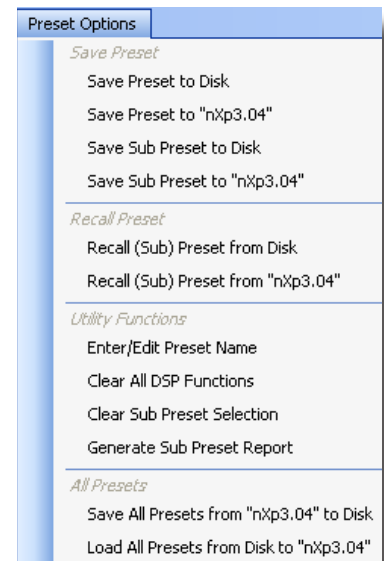 Preset Options
Save Preset
Save Preset to Disk
Save Preset to "nXp3.04"
Save Sub Preset to Disk
Save Sub Preset to "nXp3.04"
Recall Preset
Recall (Sub) Preset from Disk
Recall (Sub) Preset from "nXp3.04"
Utility Functions
Enter/Edit Preset Name
Clear All DSP Functions
Clear Sub Preset Selection
Generate Sub Preset Report
All Presets
Save All Presets from "nXp3.04" to Disk
Load All Presets from Disk to "nXp3.04"